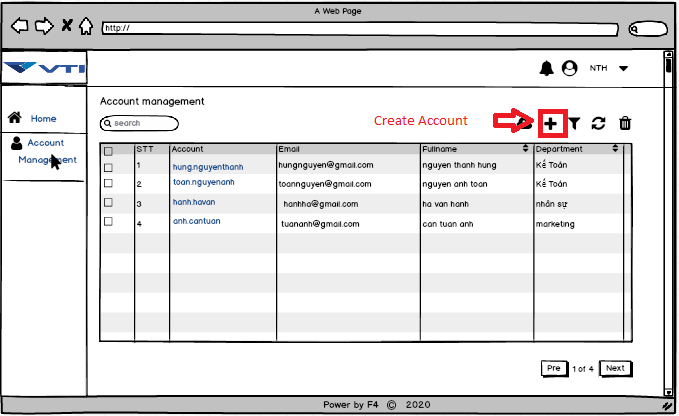 A Web Page
http://
VTI
NTH
Home
Account
Management
Account management
search
Create Account
STT Account Email Fullname Department
1 hung.nguyenthanh hungnguyen@gmail.com nguyen thanh hung Kế Toán
2 toan.nguyenanh toannguyen@gmail.com nguyen anh toan Kế Toán
3 hanh.havan hanhha@gmail.com ha van hanh nhân sự
4 anh.cantuan tuananh@gmail.com can tuan anh marketing
Pre 1 of 4 Next
Power by F4 © 2020